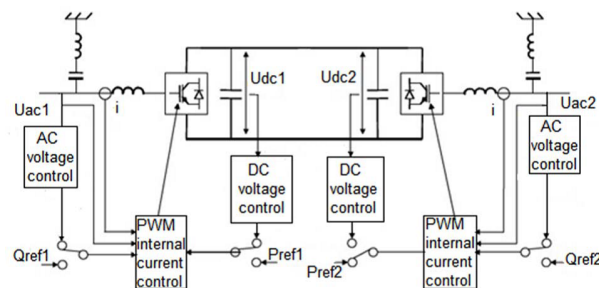 Udc1
Udc2
Uac1
i
i
Uac2
AC
voltage
control
DC
voltage
control
DC
voltage
control
AC
voltage
control
PWM
internal
current
control
PWM
internal
current
control
Qref1
Pref1
Pref2
Qref2